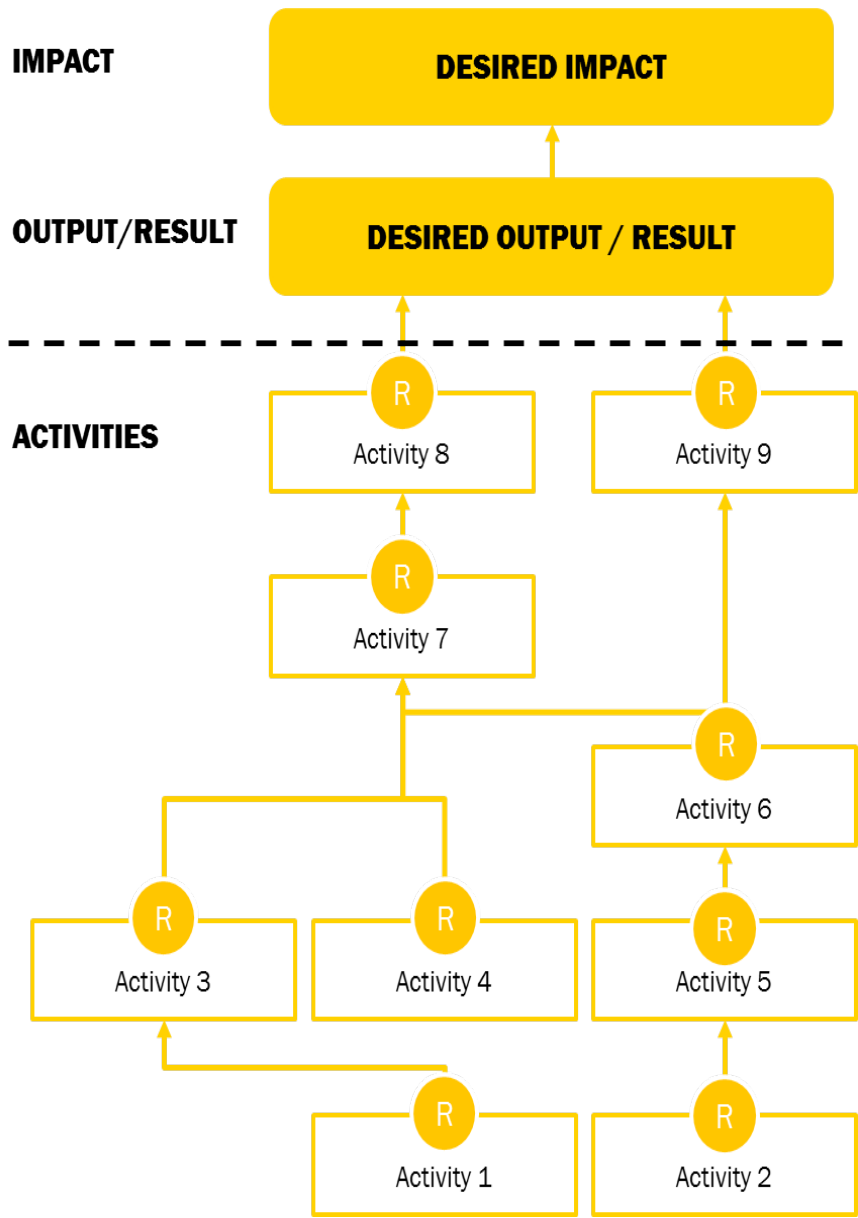 IMPACT
DESIRED IMPACT
OUTPUT/RESULT
DESIRED OUTPUT / RESULT
ACTIVITIES
R
Activity 8
R
Activity 9
R
Activity 7
R
Activity 6
R
Activity 3
R
Activity 4
R
Activity 5
R
Activity 1
R
Activity 2